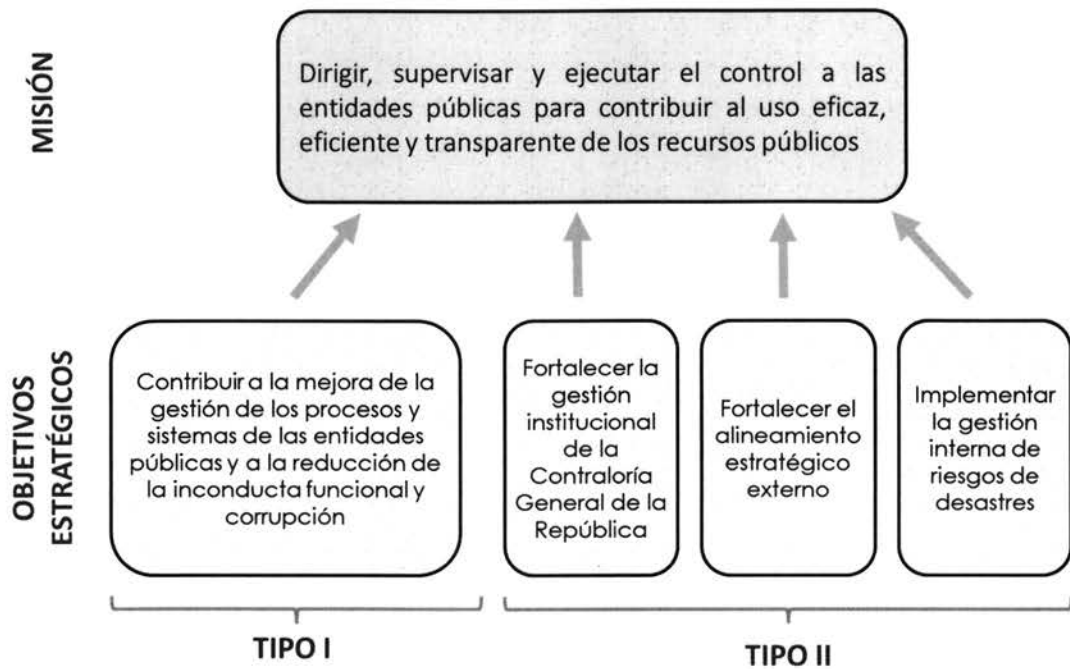 MISIÓN
Dirigir, supervisar y ejecutar el control a las
entidades públicas para contribuir al uso eficaz,
eficiente y transparente de los recursos públicos
OBJETIVOS
ESTRATÉGICOS
Contribuir a la mejora de la
gestión de los procesos y
sistemas de las entidades
públicas y a la reducción de
la inconducta funcional y
corrupción
Fortalecer la
gestión
institucional
de la
Contraloría
General de la
República
Fortalecer el
alineamiento
estratégico
externo
Implementar
la gestión
interna de
riesgos de
desastres
TIPO I
TIPO II